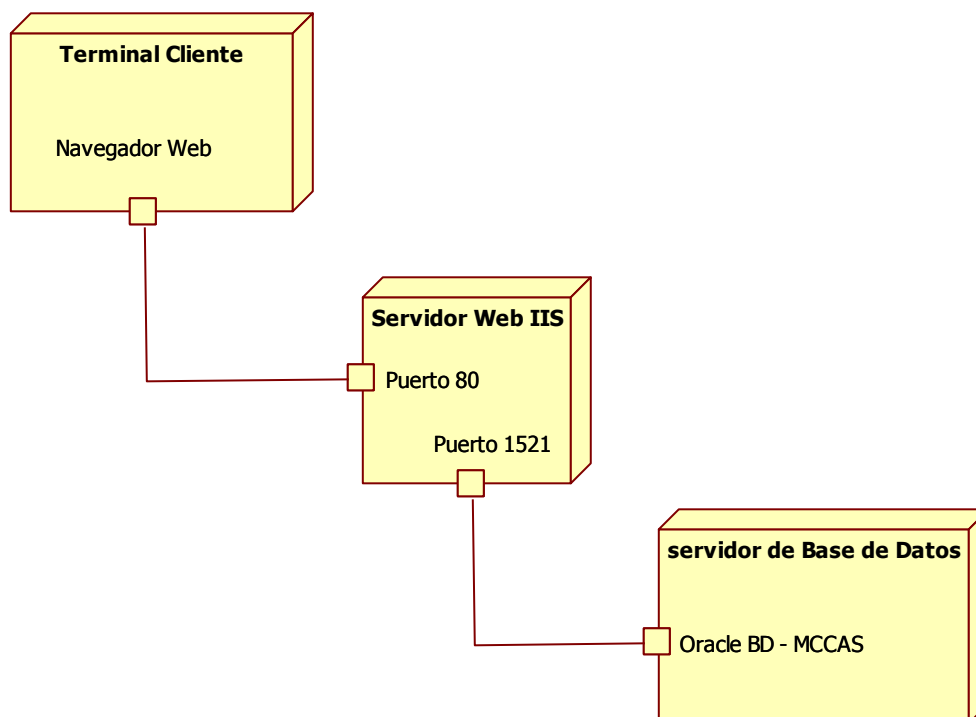 Terminal Cliente
Navegador Web
Servidor Web IIS
Puerto 80
Puerto 1521
servidor de Base de Datos
Oracle BD - MCCAS